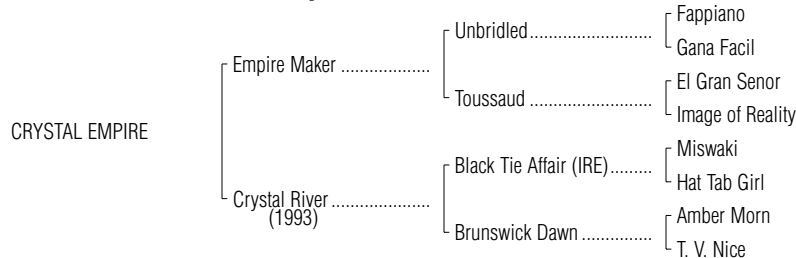 Fappiano
Unbridled..............................
Gana Facil
Empire Maker ....................
El Gran Senor
Toussaud ..............................
Image of Reality
CRYSTAL EMPIRE
Miswaki
Black Tie Affair (IRE).........
Hat Tab Girl
Crystal River ......................
(1993)
Amber Morn
Brunswick Dawn ................
T. V. Nice